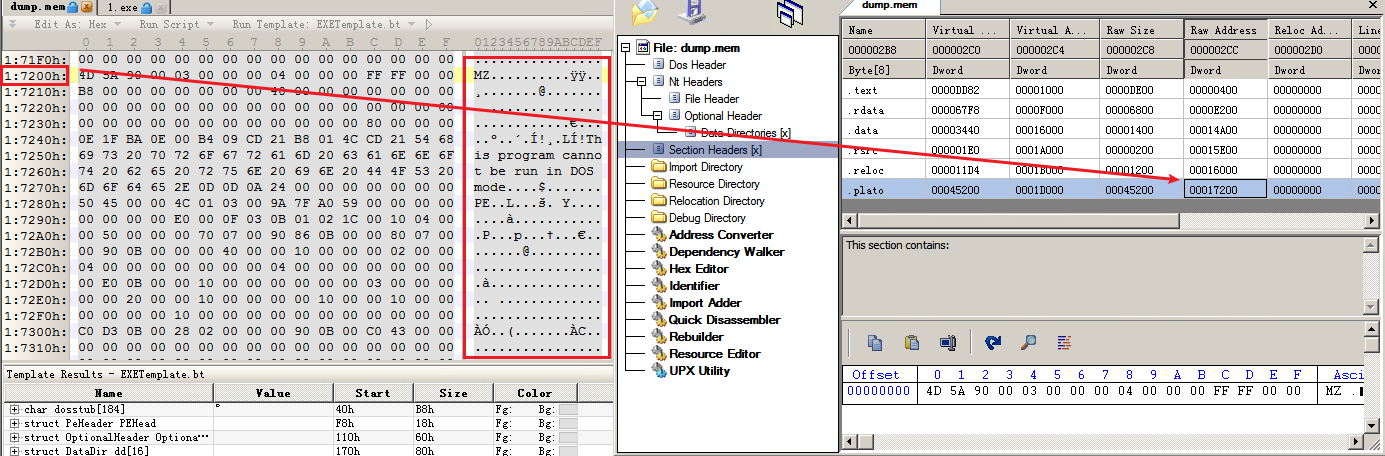 dump.mem 1.exe
Edit As: Hex Run Script Run Template: EXETemplate.bt
0 1 2 3 4 5 6 7 8 9 A B C D E F 0123456789ABCDEF
1:71F0h: 00 00 00 00 00 00 00 00 00 00 00 00 00 00 00 00 ................
1:7200h: 4D 5A 90 00 03 00 00 00 04 00 00 00 FF FF 00 00 MZ..........ÿÿ..
1:7210h: B8 00 00 00 00 00 00 00 40 00 00 00 00 00 00 00 ¸.......@.......
1:7220h: 00 00 00 00 00 00 00 00 00 00 00 00 00 00 00 00 ................
1:7230h: 00 00 00 00 00 00 00 00 00 00 00 00 80 00 00 00 ............€...
1:7240h: 0E 1F BA 0E 00 B4 09 CD 21 B8 01 4C CD 21 54 68 ..º..´.Í!¸.LÍ!Th
1:7250h: 69 73 20 70 72 6F 67 72 61 6D 20 63 61 6E 6E 6F is program canno
1:7260h: 74 20 62 65 20 72 75 6E 20 69 6E 20 44 4F 53 20 t be run in DOS
1:7270h: 6D 6F 64 65 2E 0D 0D 0A 24 00 00 00 00 00 00 00 mode....$.......
1:7280h: 50 45 00 00 4C 01 03 00 9A 7F A0 59 00 00 00 00 PE..L...š. Y....
1:7290h: 00 00 00 00 E0 00 0F 03 0B 01 02 1C 00 10 04 00 ....à...........
1:72A0h: 00 50 00 00 00 70 07 00 90 86 0B 00 00 80 07 00 .P...p...†...€..
1:72B0h: 00 90 0B 00 00 00 40 00 00 10 00 00 00 02 00 00 ......@.........
1:72C0h: 04 00 00 00 00 00 00 00 04 00 00 00 00 00 00 00 ................
1:72D0h: 00 E0 0B 00 00 10 00 00 00 00 00 00 03 00 00 00 .à..............
1:72E0h: 00 00 20 00 00 10 00 00 00 00 10 00 00 10 00 00 .. .............
1:72F0h: 00 00 00 00 10 00 00 00 00 00 00 00 00 00 00 00 ................
1:7300h: C0 D3 0B 00 28 02 00 00 00 90 0B 00 C0 43 00 00 ÀÓ..(.......ÀC..
1:7310h: 00 00 00 00 00 00 00 00 00 00 00 00 00 00 00 00 ................
Template Results - EXETemplate.bt
Name Value Start Size Color
char dosstub[184] ° 40h B8h Fg: Bg:
struct PeHeader PEHead F8h 18h Fg: Bg:
struct OptionalHeader Optiona··· 110h 60h Fg: Bg:
struct DataDir dd[16] 170h 80h Fg: Bg:
File: dump.mem
Dos Header
Nt Headers
File Header
Optional Header
Data Directories [x]
Section Headers [x]
Import Directory
Resource Directory
Relocation Directory
Debug Directory
Address Converter
Dependency Walker
Hex Editor
Identifier
Import Adder
Quick Disassembler
Rebuilder
Resource Editor
UPX Utility
dump.mem
Name Virtual ... Virtual A... Raw Size Raw Address Reloc Ad... Line
000002B8 000002C0 000002C4 000002C8 000002CC 000002D0 0000
Byte[8] Dword Dword Dword Dword Dword Dwor
.text 0000DD82 00001000 0000DE00 00000400 00000000 0000
.rdata 000067F8 0000F000 00006800 0000E200 00000000 0000
.data 00003440 00016000 00001400 00014A00 00000000 0000
.rsrc 000001E0 0001A000 00000200 00015E00 00000000 0000
.reloc 000011D4 0001B000 00001200 00016000 00000000 0000
.plato 00045200 0001D000 00045200 00017200 00000000 0000
This section contains:
Offset 0 1 2 3 4 5 6 7 8 9 A B C D E F Asci
00000000 4D 5A 90 00 03 00 00 00 04 00 00 00 FF FF 00 00 MZ .